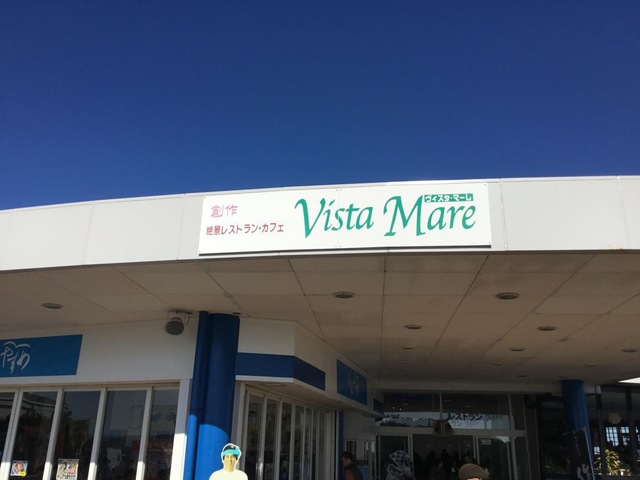 創作
絶景レストラン・カフェ
Vista Mare
ヴィスタ・マーレ
レストラン